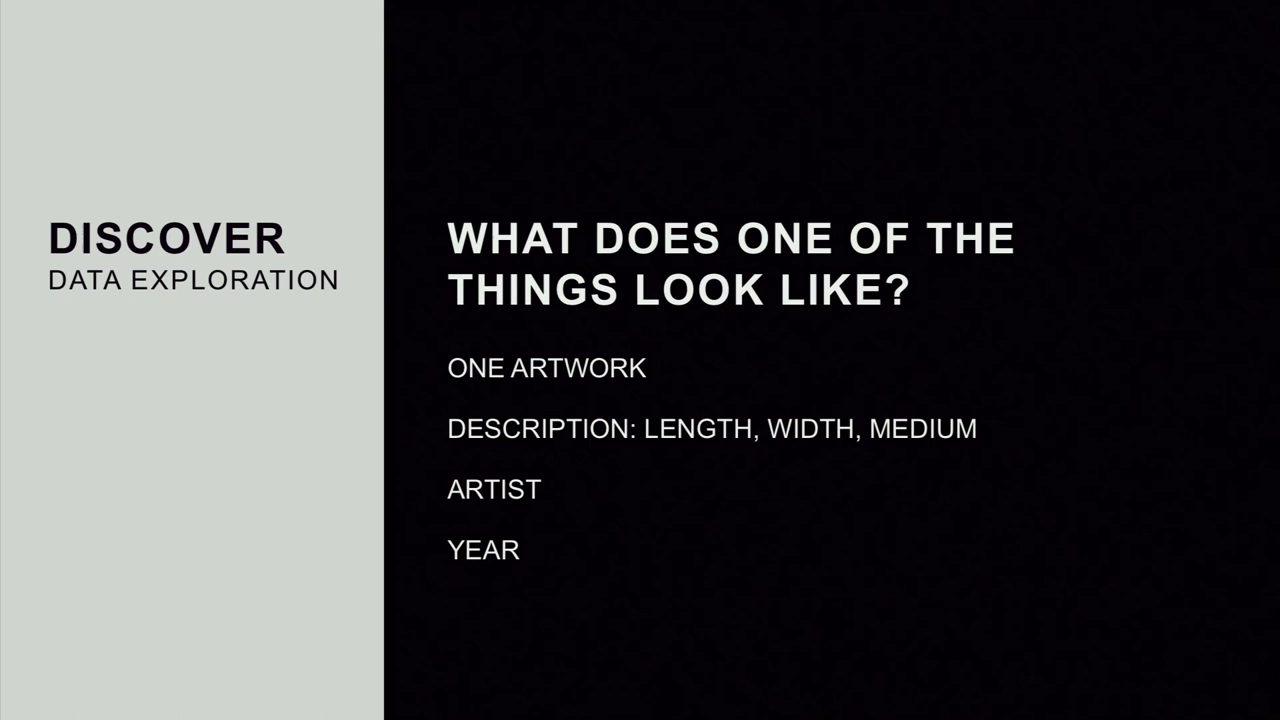 DISCOVER
DATA EXPLORATION
WHAT DOES ONE OF THE
THINGS LOOK LIKE?
ONE ARTWORK
DESCRIPTION: LENGTH, WIDTH, MEDIUM
ARTIST
YEAR